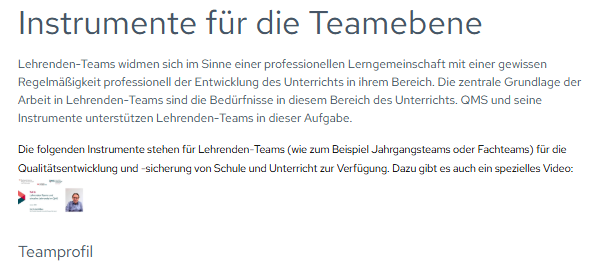 Instrumente für die Teamebene
Lehrenden-Teams widmen sich im Sinne einer professionellen Lerngemeinschaft mit einer gewissen
Regelmäßigkeit professionell der Entwicklung des Unterrichts in ihrem Bereich. Die zentrale Grundlage der
Arbeit in Lehrenden-Teams sind die Bedürfnisse in diesem Bereich des Unterrichts. QMS und seine
Instrumente unterstützen Lehrenden-Teams in dieser Aufgabe.
Die folgenden Instrumente stehen für Lehrenden-Teams (wie zum Beispiel Jahrgangsteams oder Fachteams) für die
Qualitätsentwicklung und -sicherung von Schule und Unterricht zur Verfügung. Dazu gibt es auch ein spezielles Video:
Teamprofil